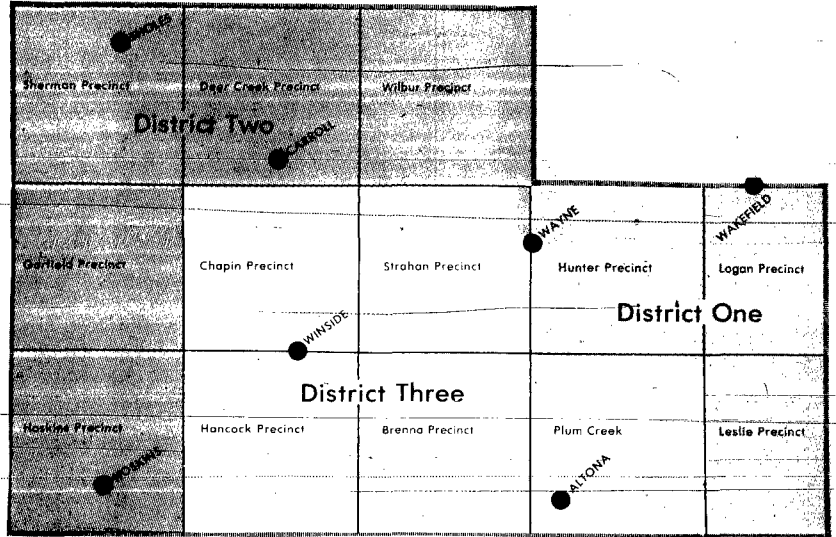 SHOLES
Sherman Precinct
Deer Creek Precinct
Wilbur Precinct
District Two
CARROLL
WAYNE
WAKEFIELD
Garfield Precinct
Chapin Precinct
Strahan Precinct
Hunter Precinct
Logan Precinct
District One
WINSIDE
District Three
Hoskins Precinct
Hancock Precinct
Brenna Precinct
Plum Creek
Leslie Precinct
HOSKINS
ALTONA